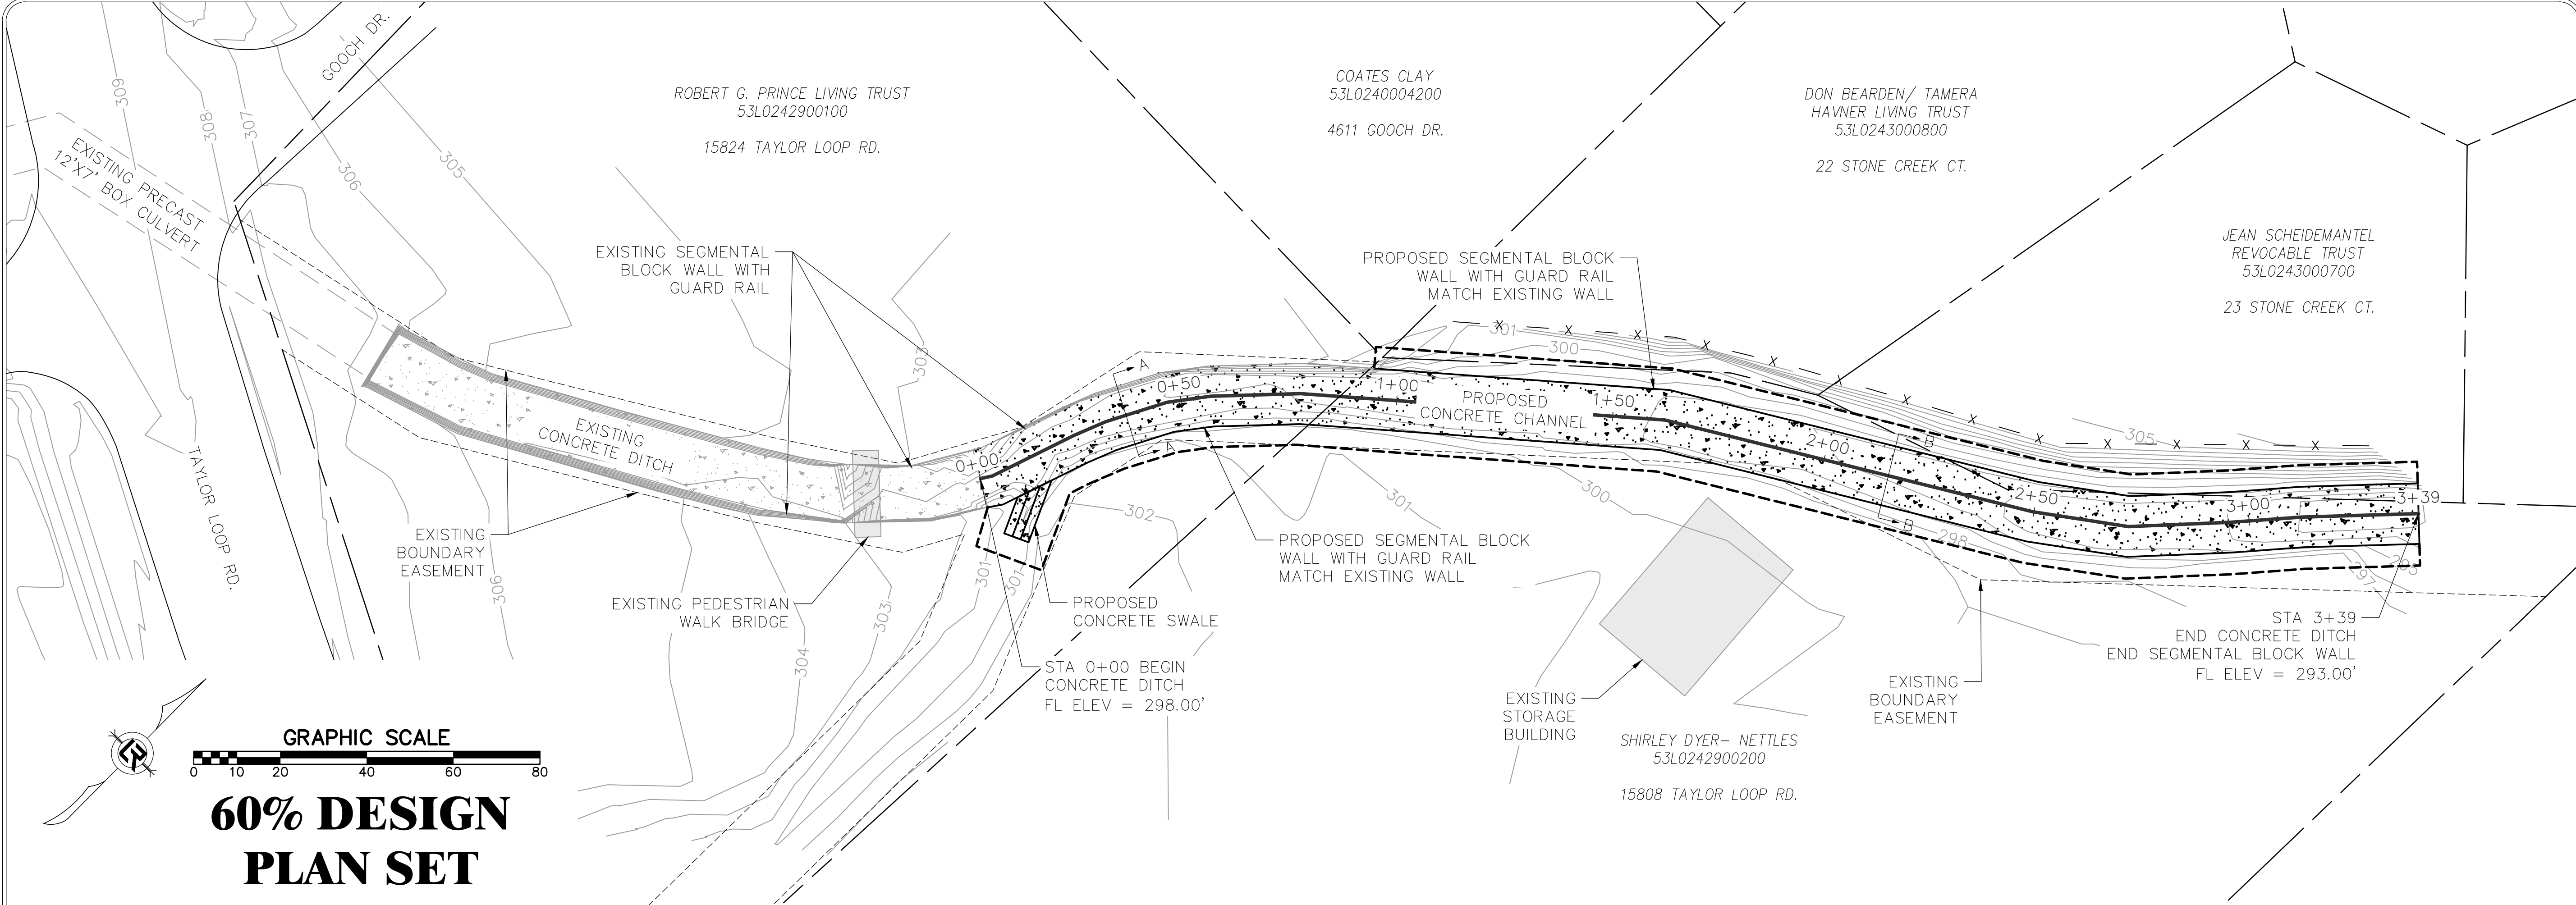 GOOCH DR.
309
308
307
306
305
EXISTING PRECAST
12'X7' BOX CULVERT
TAYLOR LOOP RD.
ROBERT G. PRINCE LIVING TRUST
53L0242900100
15824 TAYLOR LOOP RD.
COATES CLAY
53L0240004200
4611 GOOCH DR.
DON BEARDEN/ TAMERA
HAVNER LIVING TRUST
53L0243000800
22 STONE CREEK CT.
JEAN SCHEIDEMANTEL
REVOCABLE TRUST
53L0243000700
23 STONE CREEK CT.
EXISTING SEGMENTAL
BLOCK WALL WITH
GUARD RAIL
PROPOSED SEGMENTAL BLOCK
WALL WITH GUARD RAIL
MATCH EXISTING WALL
303
301
300
X X X X X X X X X X X X X
305
EXISTING
CONCRETE DITCH
0+00
A
0+50
A
1+00
PROPOSED
CONCRETE CHANNEL
1+50
2+00
B
B
2+50
3+00
3+39
EXISTING
BOUNDARY
EASEMENT
306
EXISTING PEDESTRIAN
WALK BRIDGE
304
303
301
301
302
301
300
298
297
293
PROPOSED
CONCRETE SWALE
PROPOSED SEGMENTAL BLOCK
WALL WITH GUARD RAIL
MATCH EXISTING WALL
STA 0+00 BEGIN
CONCRETE DITCH
FL ELEV = 298.00'
EXISTING
STORAGE
BUILDING
SHIRLEY DYER- NETTLES
53L0242900200
15808 TAYLOR LOOP RD.
EXISTING
BOUNDARY
EASEMENT
STA 3+39
END CONCRETE DITCH
END SEGMENTAL BLOCK WALL
FL ELEV = 293.00'
GRAPHIC SCALE
0 10 20 40 60 80
60% DESIGN
PLAN SET